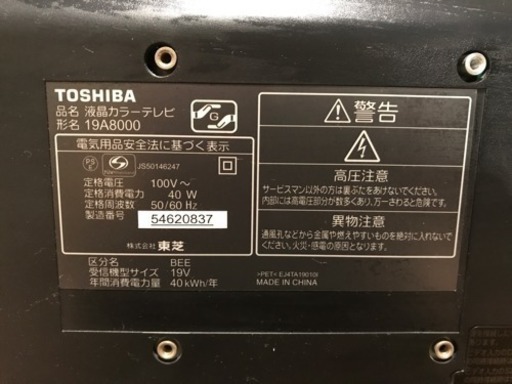 TOSHIBA
品名 液晶カラーテレビ
形名 19A8000
G
電気用品安全法に基づく表示
PS
E
JS50146247
定格電圧 100V～
定格消費電力 40 W
定格周波数 50/60 Hz
製造番号 54620837
株式会社 東芝
区分名 BEE
受信機型サイズ 19V
年間消費電力量 40 kWh/年
警告
高圧注意
サービスマン以外の方は裏ぶたをあけないでください。
内部には高電圧部分が数多くあり、万一さわると危険です。
異物注意
通風孔などから金属や燃えやすいものを絶対に入れないで
ください。火災・感電の原因になります。
>PET< EJ4TA19010I
MADE IN CHINA